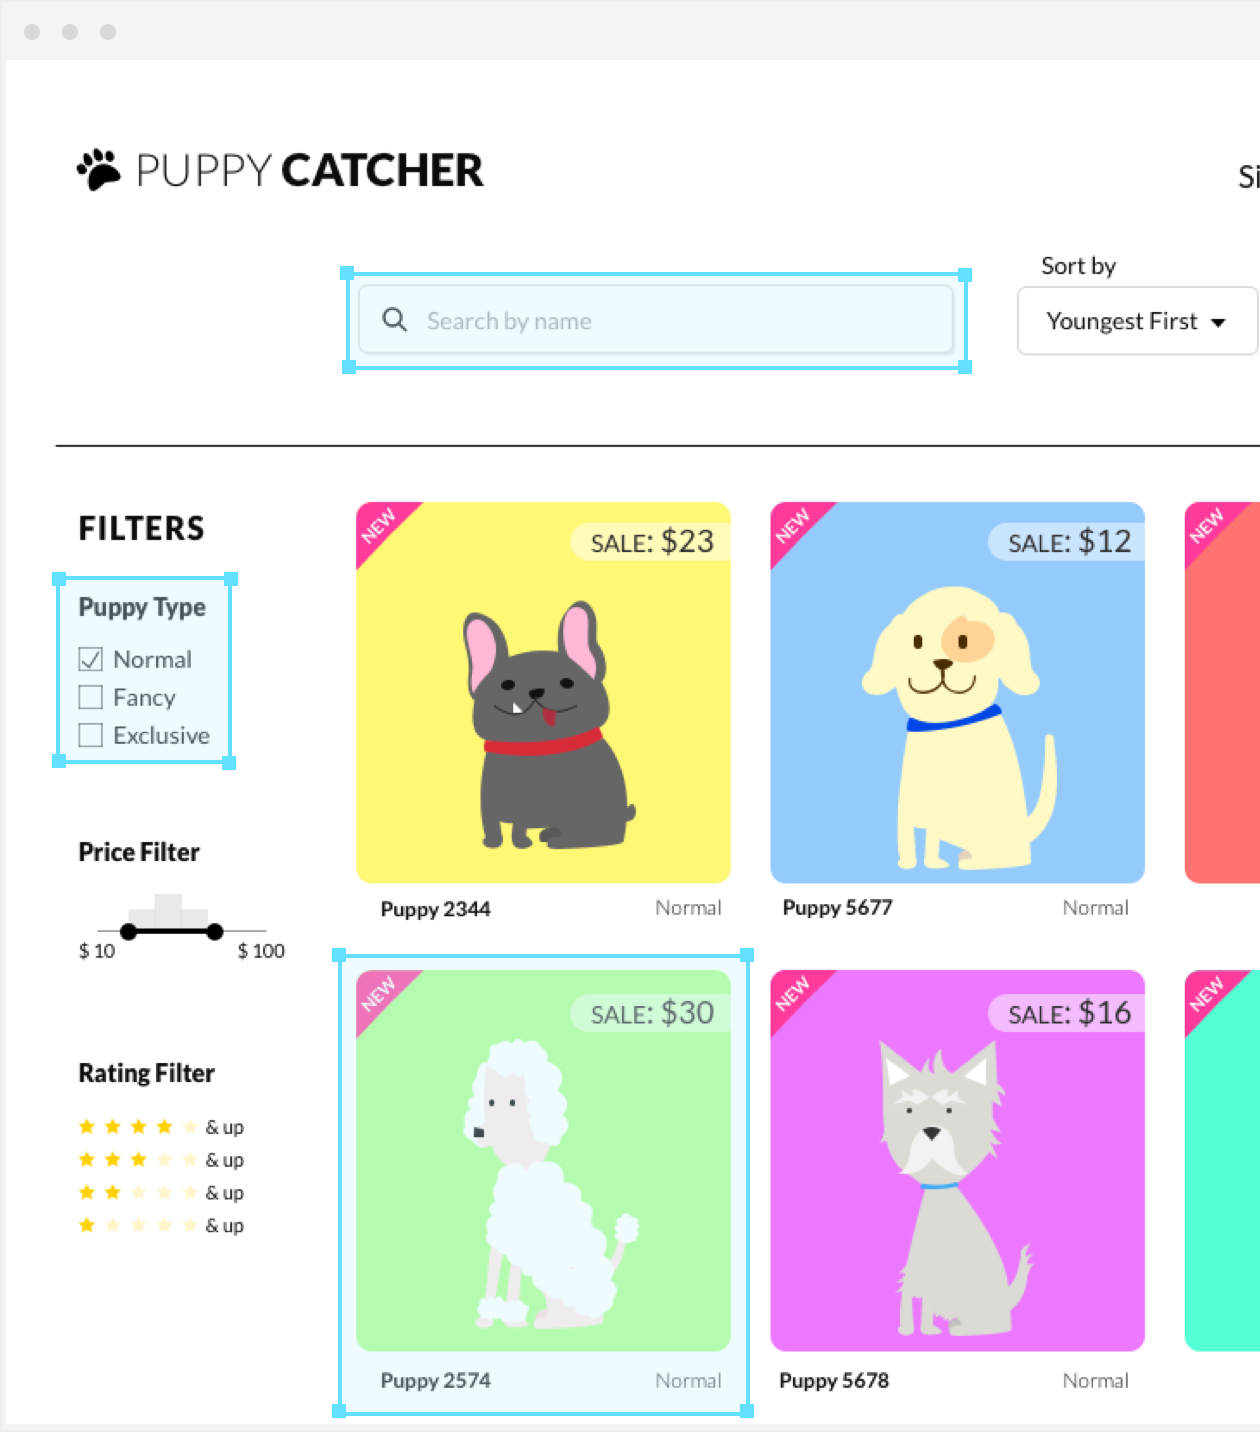 PUPPY CATCHER
Si
Sort by
Search by name
Youngest First
FILTERS
Puppy Type
Normal
Fancy
Exclusive
Price Filter
$ 10 $ 100
Rating Filter
& up
& up
& up
& up
NEW
SALE: $23
Puppy 2344 Normal
NEW
SALE: $12
Puppy 5677 Normal
NEW
NEW
SALE: $30
Puppy 2574 Normal
NEW
SALE: $16
Puppy 5678 Normal
NEW